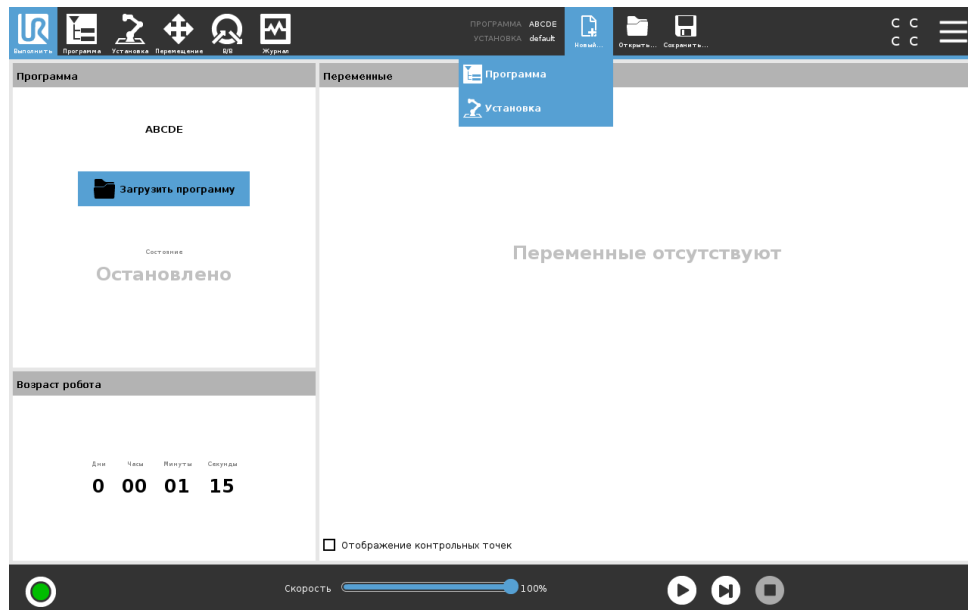 Выполнить Программа Установка Перемещение В/В Журнал
ПРОГРАММА ABCDE
УСТАНОВКА default
Новый... Открыть... Сохранить...
C C
C C
Программа
Установка
Программа
ABCDE
Загрузить программу
Состояние
Остановлено
Переменные
Переменные отсутствуют
Возраст робота
Дни Часы Минуты Секунды
0 00 01 15
Отображение контрольных точек
Скорость 100%